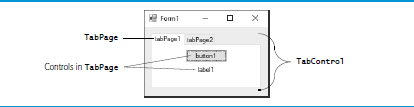 Form1
TabPage
tabPage1 tabPage2
button1
Controls in TabPage
label1
TabControl